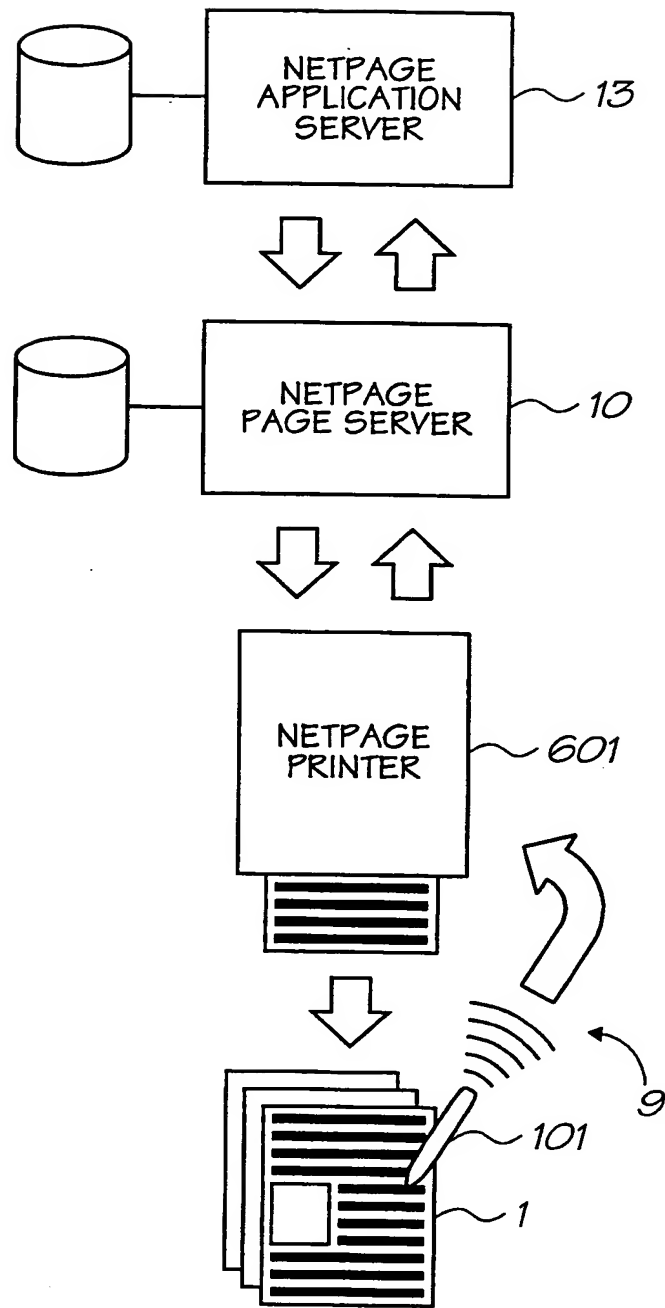 NETPAGE
APPLICATION
SERVER
13
NETPAGE
PAGE SERVER
10
NETPAGE
PRINTER
601
9
101
1